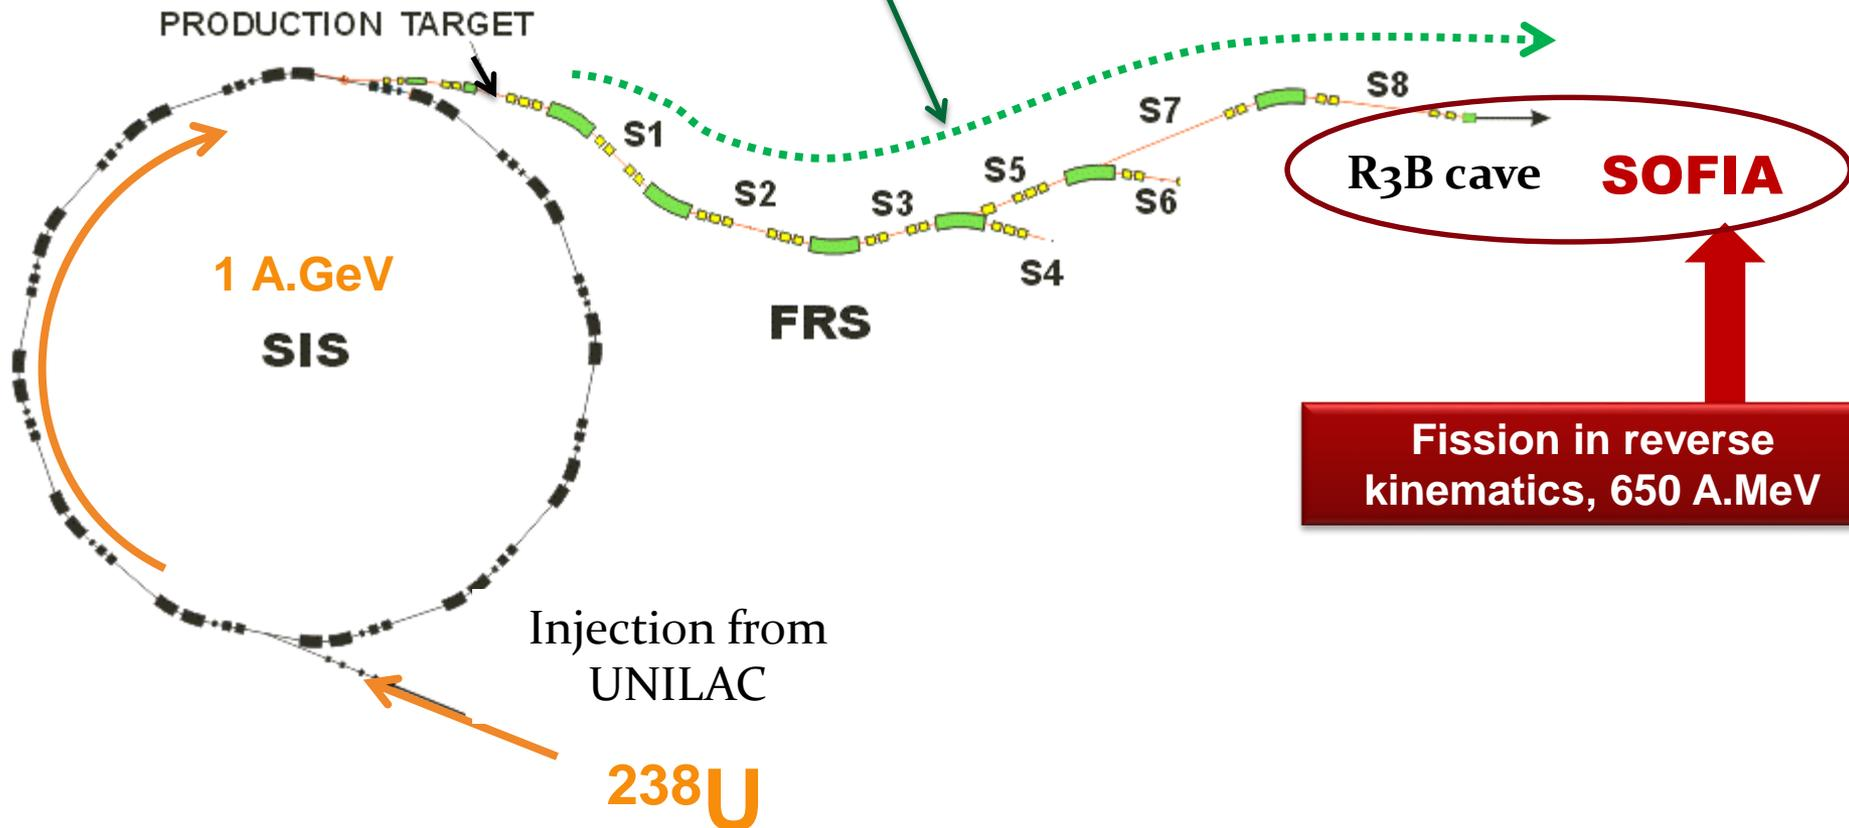 PRODUCTION TARGET
S1
S2
S3
S4
S5
S6
S7
S8
R3B cave SOFIA
1 A.GeV
SIS
FRS
Fission in reverse
kinematics, 650 A.MeV
Injection from
UNILAC
238U